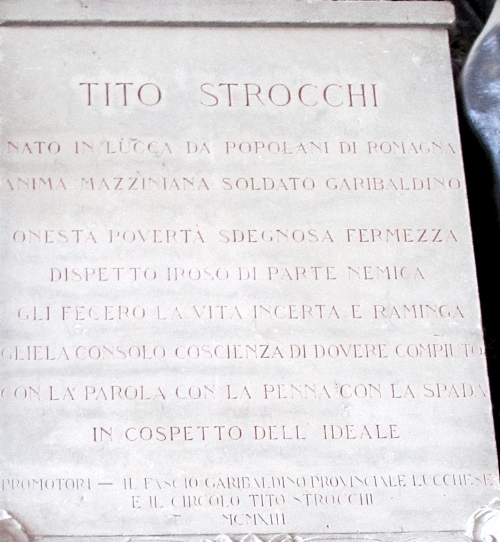 TITO STROCCHI
NATO IN LUCCA DA POPOLANI DI ROMAGNA
ANIMA MAZZINIANA SOLDATO GARIBALDINO
ONESTA POVERTÀ SDEGNOSA FERMEZZA
DISPETTO IROSO DI PARTE NEMICA
GLI FECERO LA VITA INCERTA E RAMINGA
GLIELA CONSOLO COSCIENZA DI DOVERE COMPIUTO
CON LA PAROLA CON LA PENNA CON LA SPADA
IN COSPETTO DELL' IDEALE
PROMOTORI — IL FASCIO GARIBALDINO PROVINCIALE LUCCHESE
E IL CIRCOLO TITO STROCCHI
MCMXIII